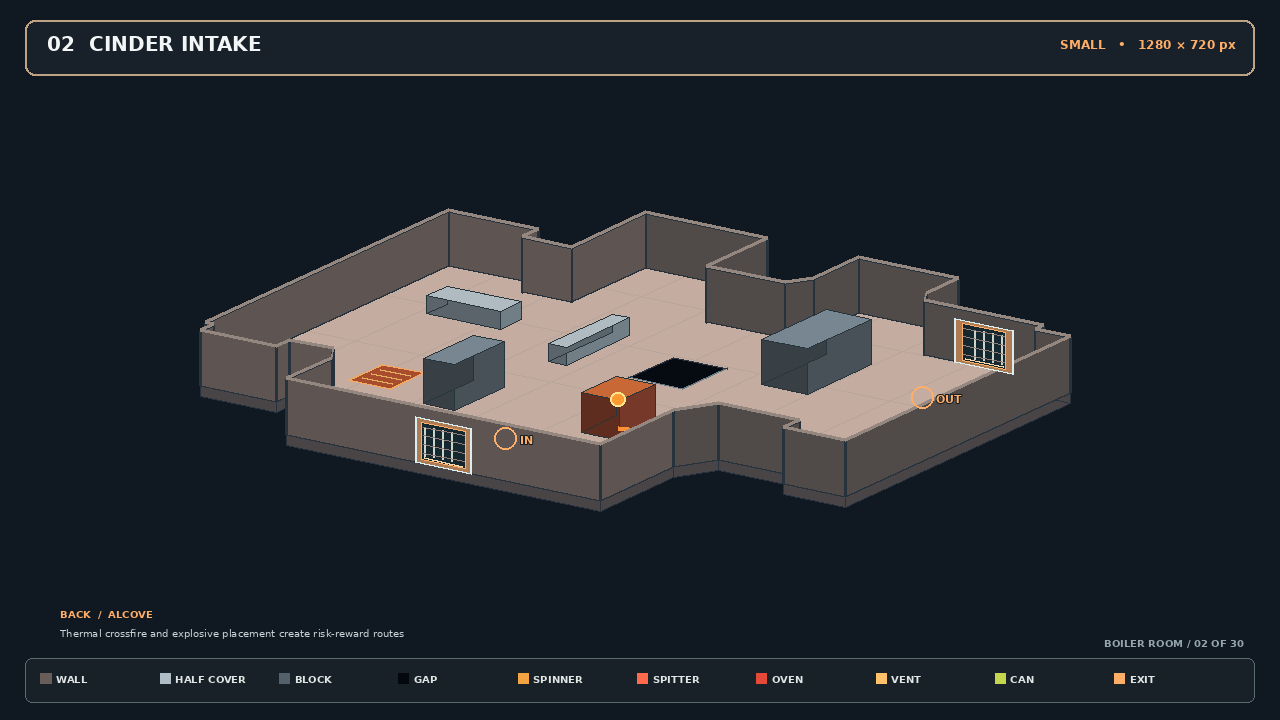 02 CINDER INTAKE
SMALL • 1280 × 720 px
OUT
IN
BACK / ALCOVE
Thermal crossfire and explosive placement create risk-reward routes
BOILER ROOM / 02 OF 30
WALL HALF COVER BLOCK GAP SPINNER SPITTER OVEN VENT CAN EXIT